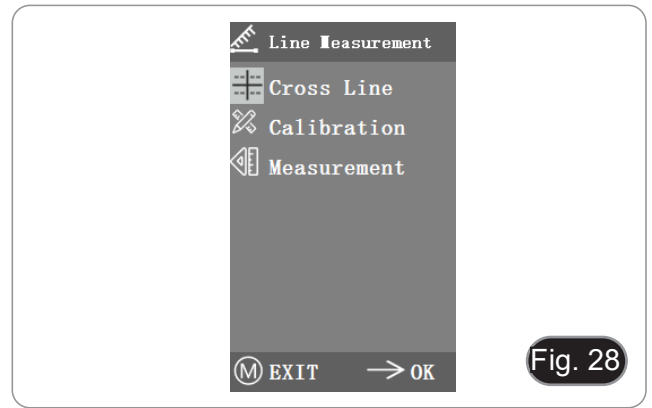 Line Measurement
Cross Line
Calibration
Measurement
M EXIT → OK
Fig. 28